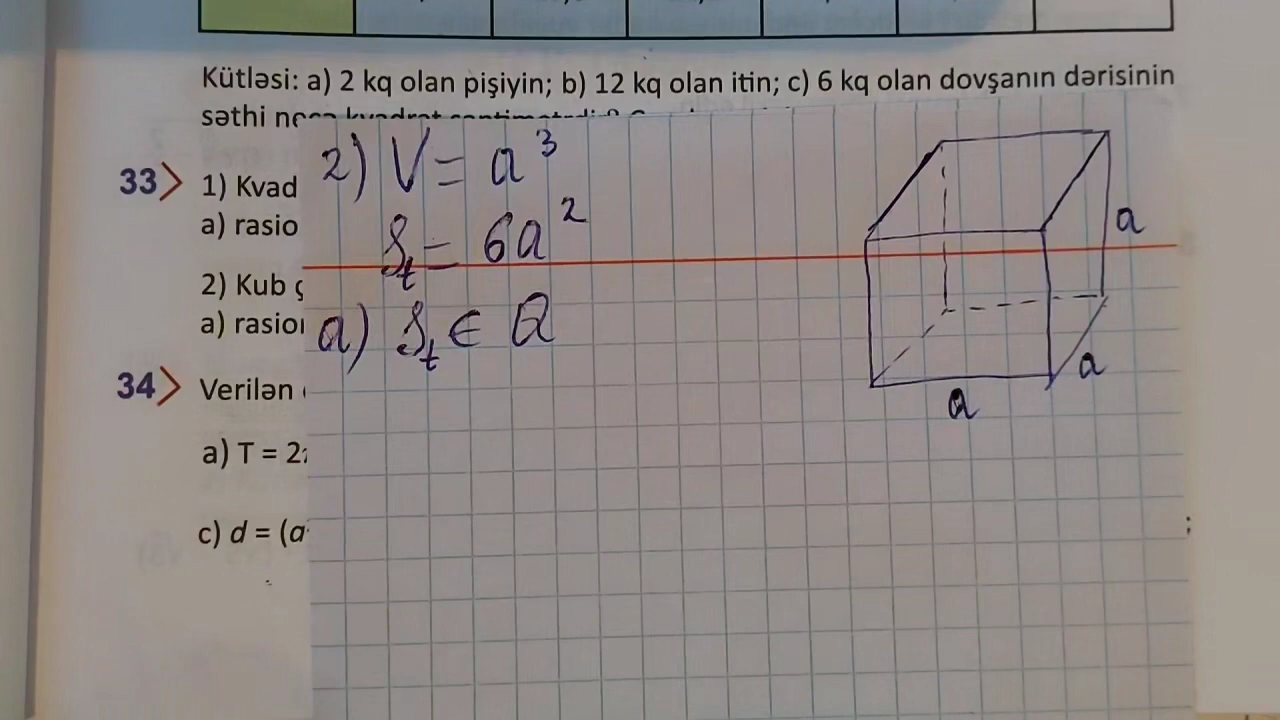 Kütləsi: a) 2 kq olan pişiyin; b) 12 kq olan itin; c) 6 kq olan dovşanın dərisinin
səthi
33 1) Kvad
a) rasio
2) Kub ç
a) rasio
34 Verilən
a) T = 2
c) d = (a
;
2) V = a³
Sₜ = 6a²
a) Sₜ ∈ Q
a
a
a